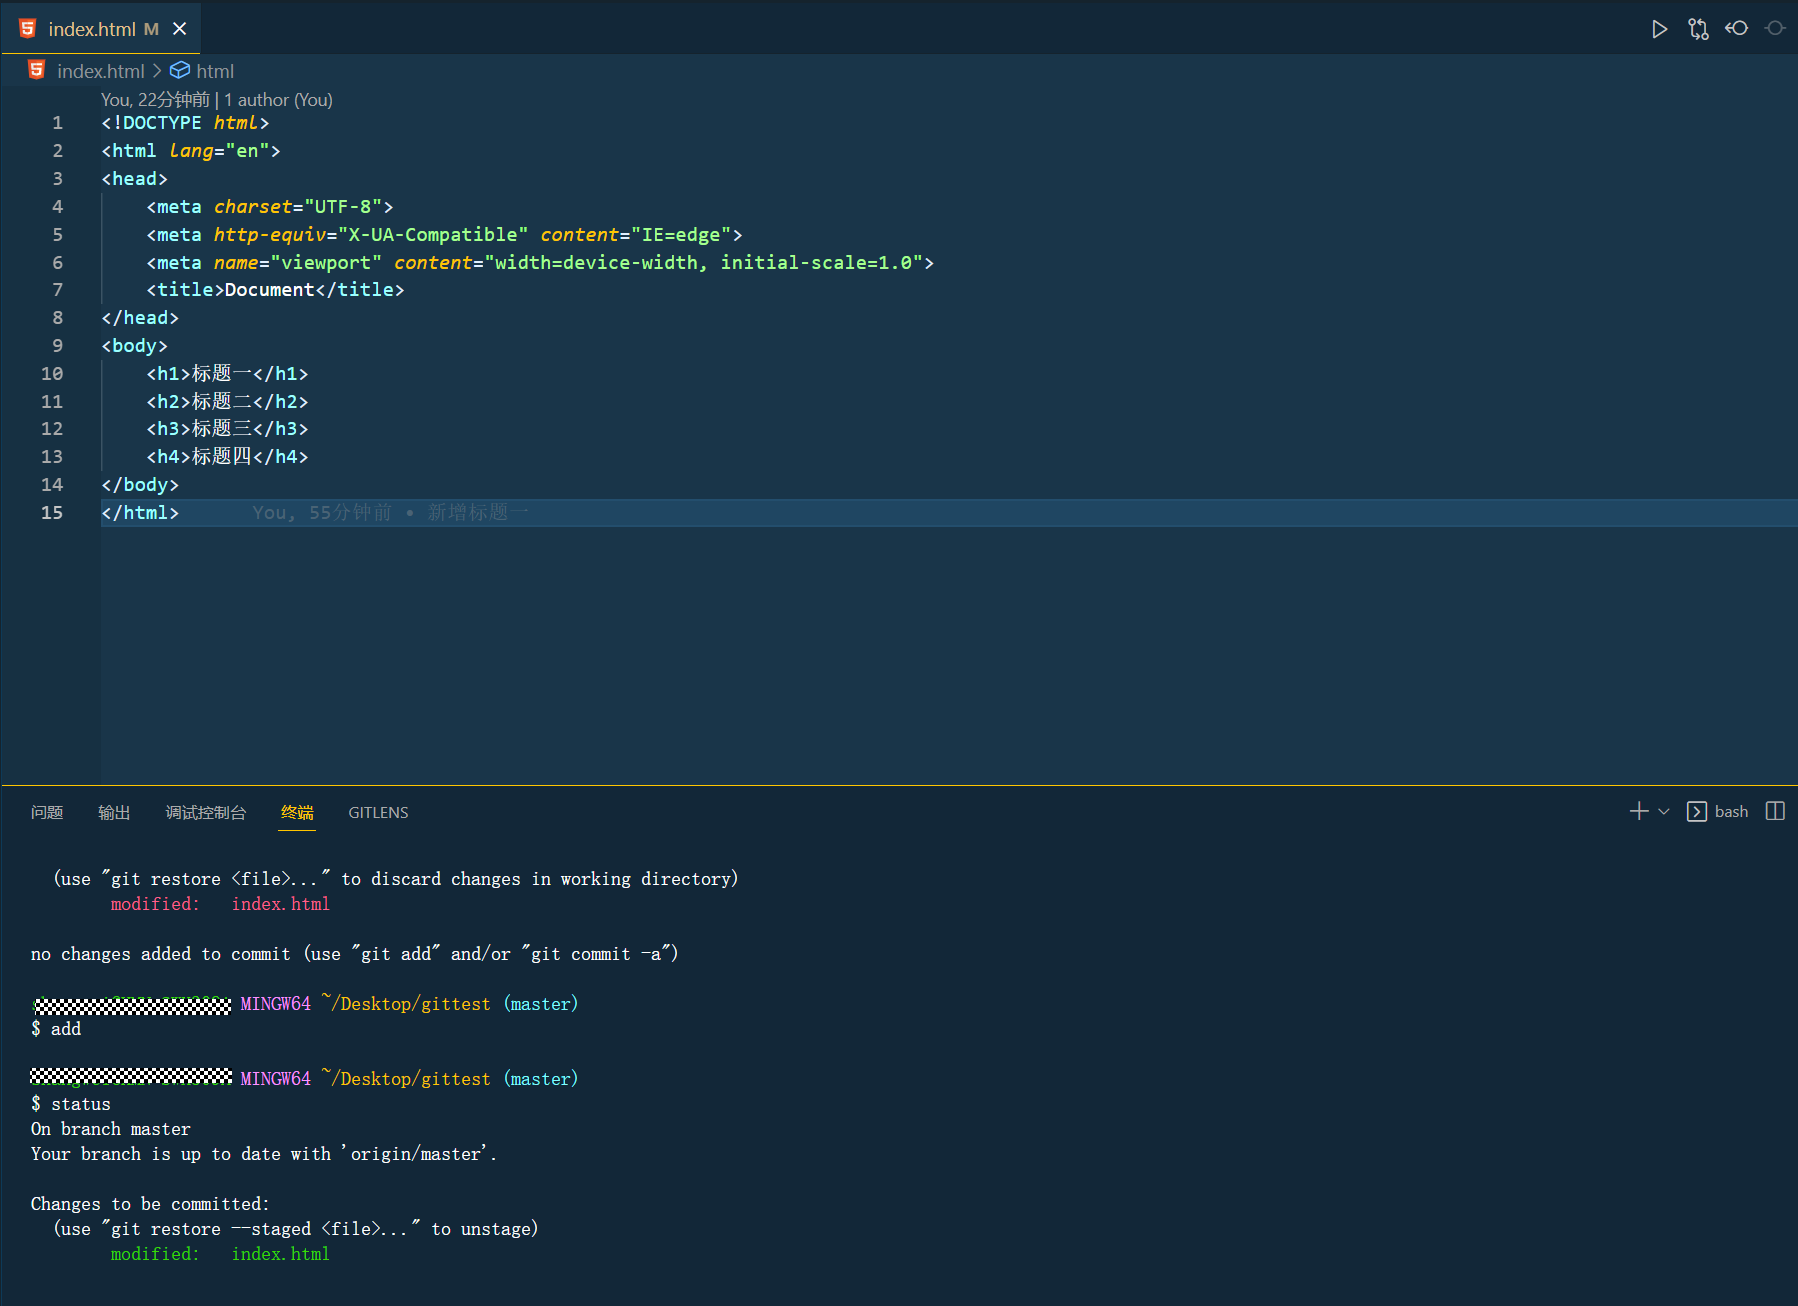 index.html M
index.html > html
You, 22分钟前 | 1 author (You)
1 <!DOCTYPE html>
2 <html lang="en">
3 <head>
4 <meta charset="UTF-8">
5 <meta http-equiv="X-UA-Compatible" content="IE=edge">
6 <meta name="viewport" content="width=device-width, initial-scale=1.0">
7 <title>Document</title>
8 </head>
9 <body>
10 <h1>标题一</h1>
11 <h2>标题二</h2>
12 <h3>标题三</h3>
13 <h4>标题四</h4>
14 </body>
15 </html> You, 55分钟前 • 新增标题一
问题 输出 调试控制台 终端 GITLENS bash
(use "git restore <file>..." to discard changes in working directory)
modified: index.html
no changes added to commit (use "git add" and/or "git commit -a")
MINGW64 ~/Desktop/gittest (master)
$ add
MINGW64 ~/Desktop/gittest (master)
$ status
On branch master
Your branch is up to date with 'origin/master'.
Changes to be committed:
(use "git restore --staged <file>..." to unstage)
modified: index.html